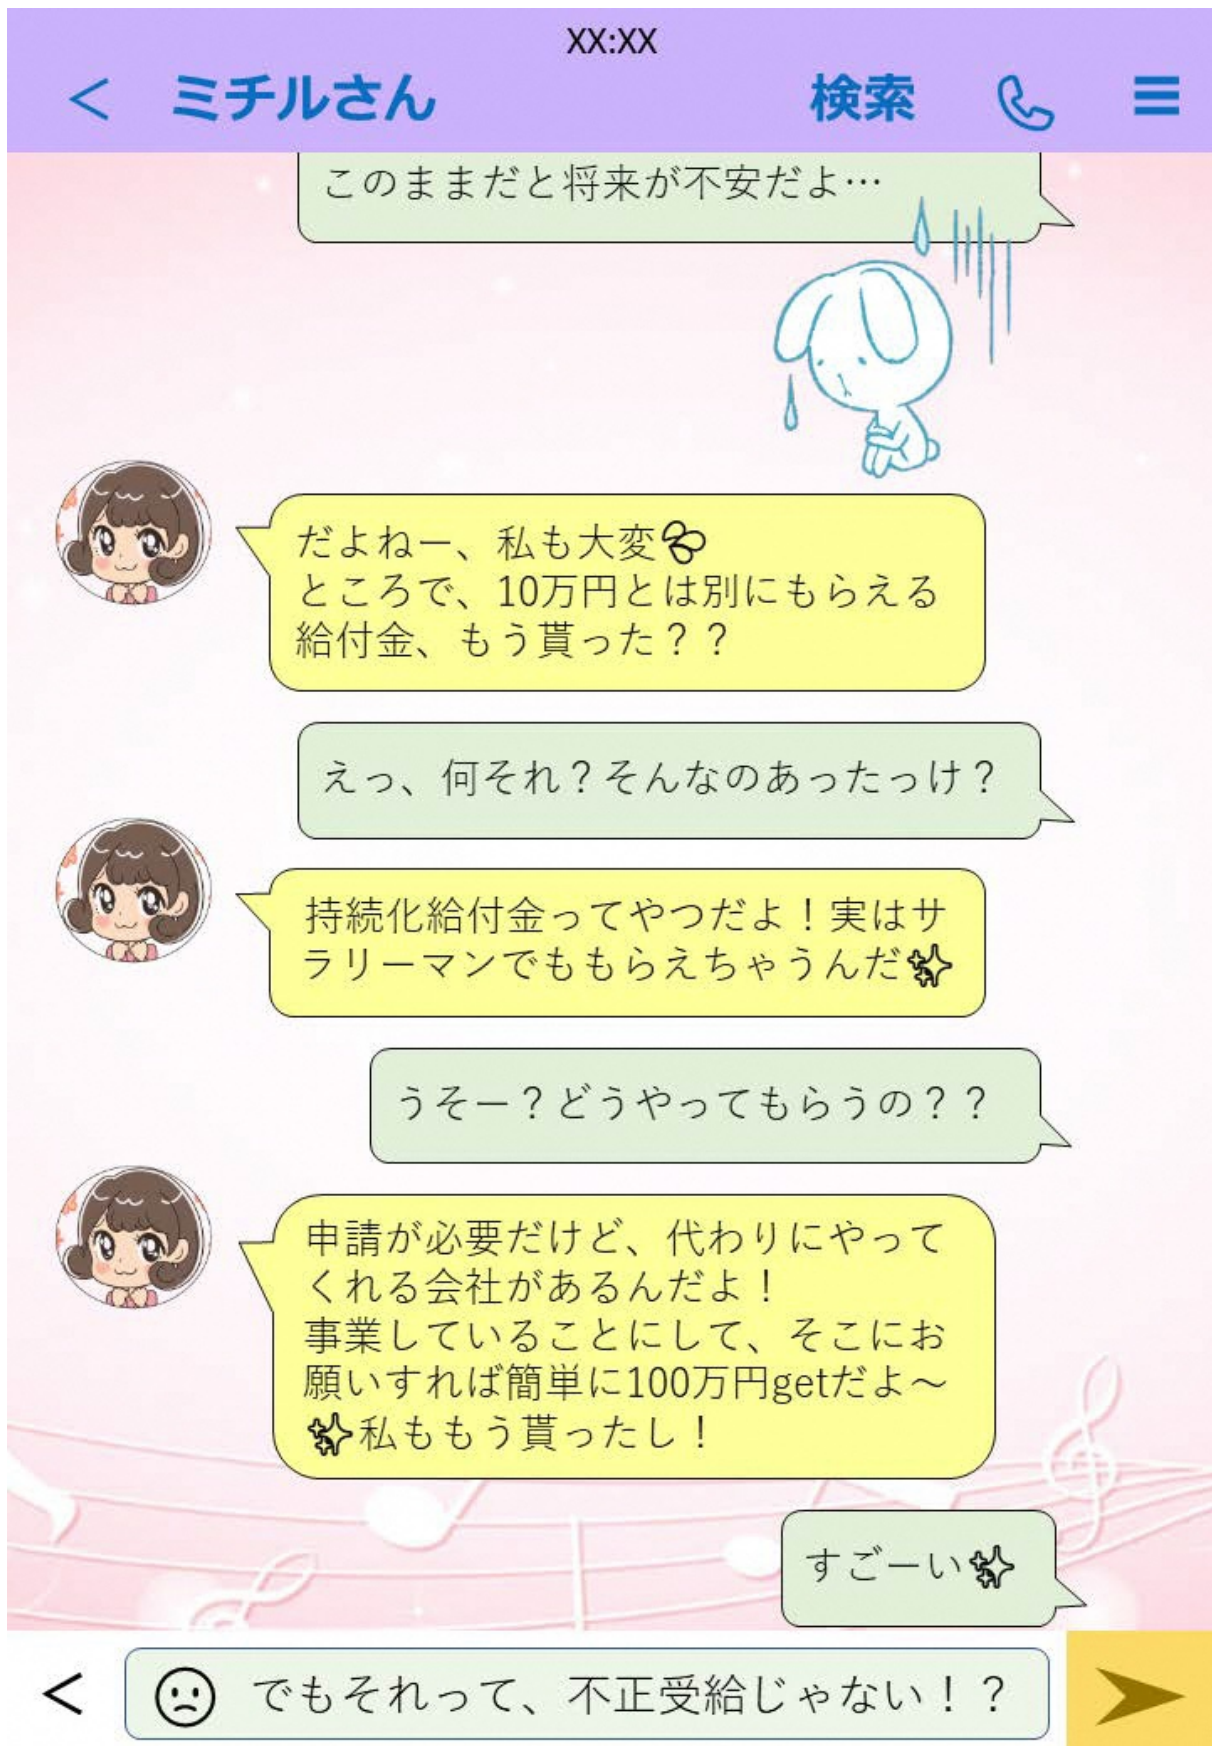 XX:XX
< ミチルさん 検索
このままだと将来が不安だよ…
だよねー、私も大変
ところで、10万円とは別にもらえる
給付金、もう貰った？？
えっ、何それ？そんなのあったっけ？
持続化給付金ってやつだよ！実はサ
ラリーマンでももらえちゃうんだ✨
うそー？どうやってもらうの？？
申請が必要だけど、代わりにやって
くれる会社があるんだよ！
事業していることにして、そこにお
願いすれば簡単に100万円getだよ～
✨私ももう貰ったし！
すごーい✨
< でもそれって、不正受給じゃない！？